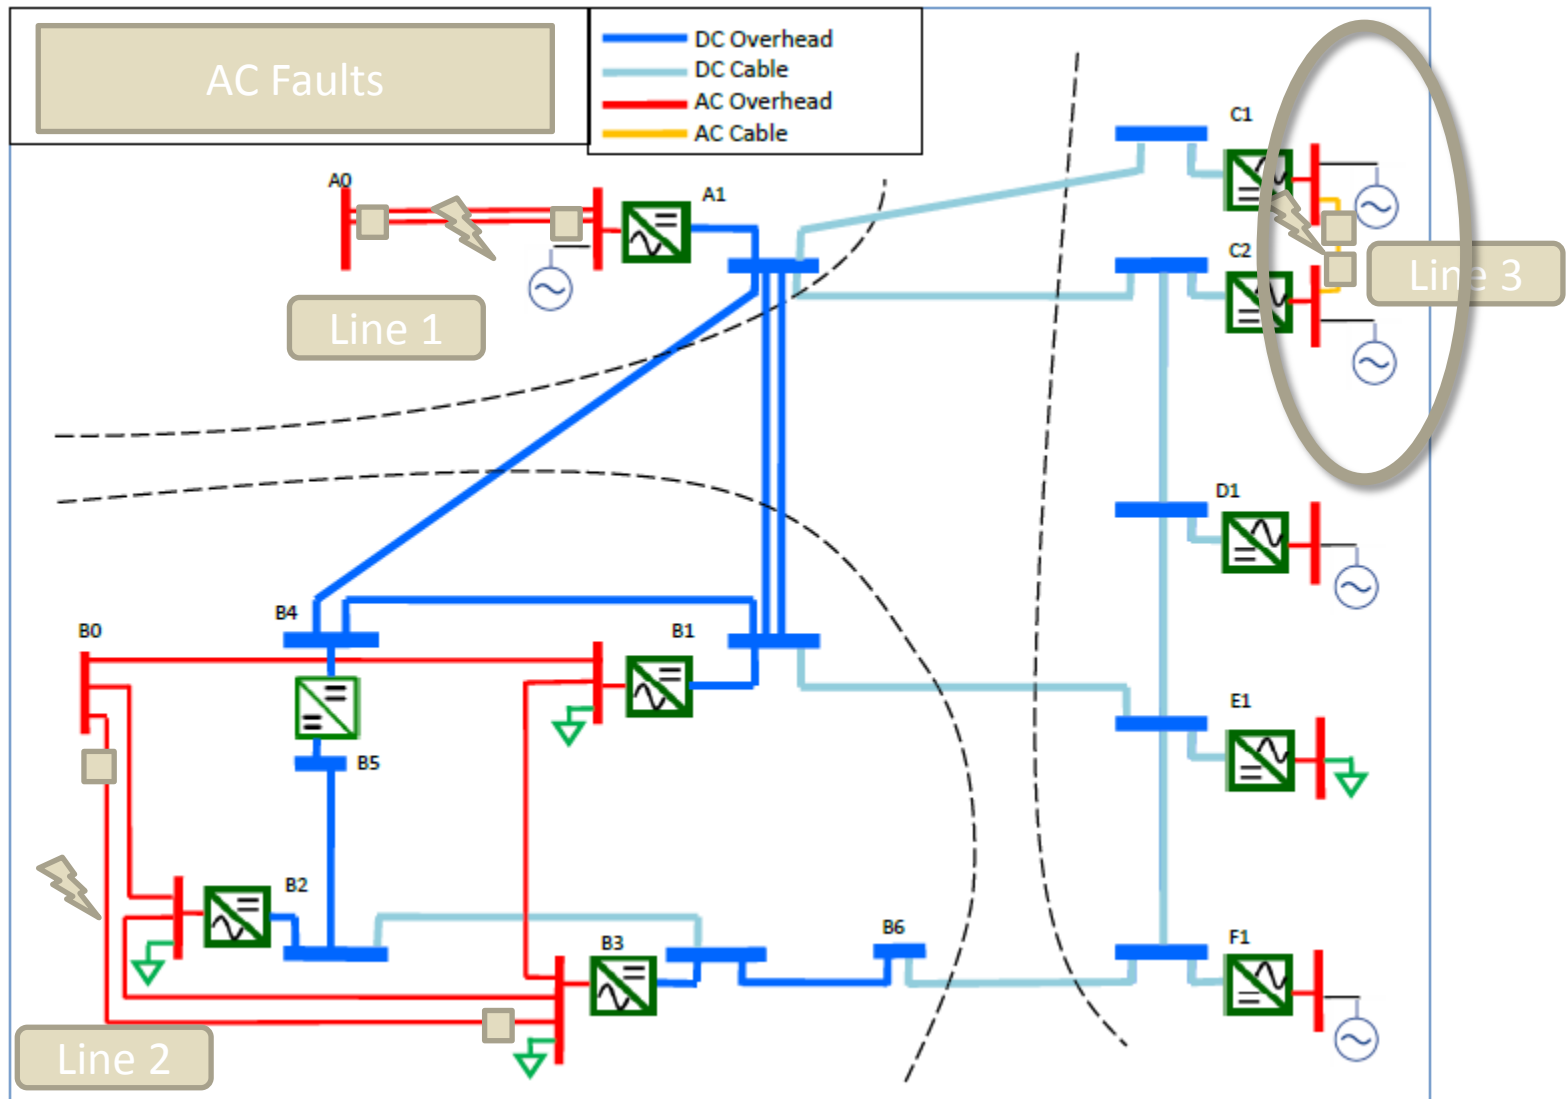 AC Faults
DC Overhead
DC Cable
AC Overhead
AC Cable
A0
A1
C1
C2
Line 1
Line 3
D1
B4
B0
B1
E1
B5
B2
B3
B6
F1
Line 2